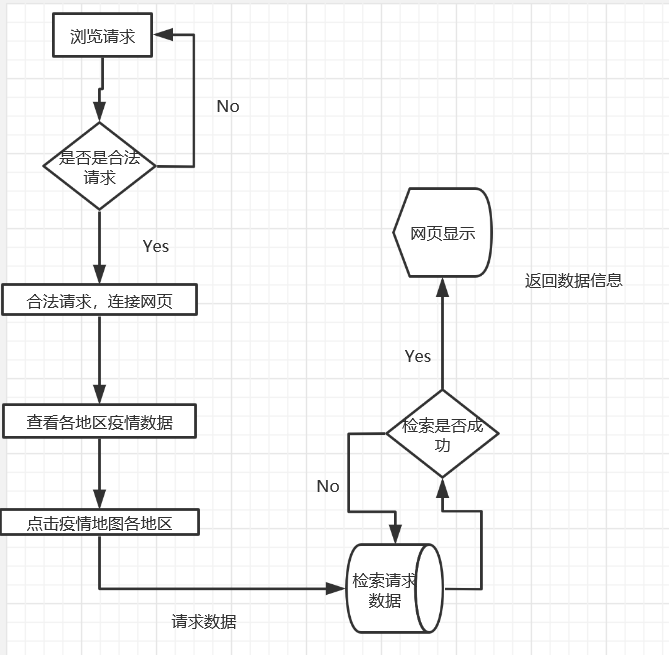 浏览请求
No
是否是合法
请求
Yes
合法请求，连接网页
查看各地区疫情数据
点击疫情地图各地区
请求数据
检索请求
数据
No
检索是否成
功
Yes
网页显示
返回数据信息